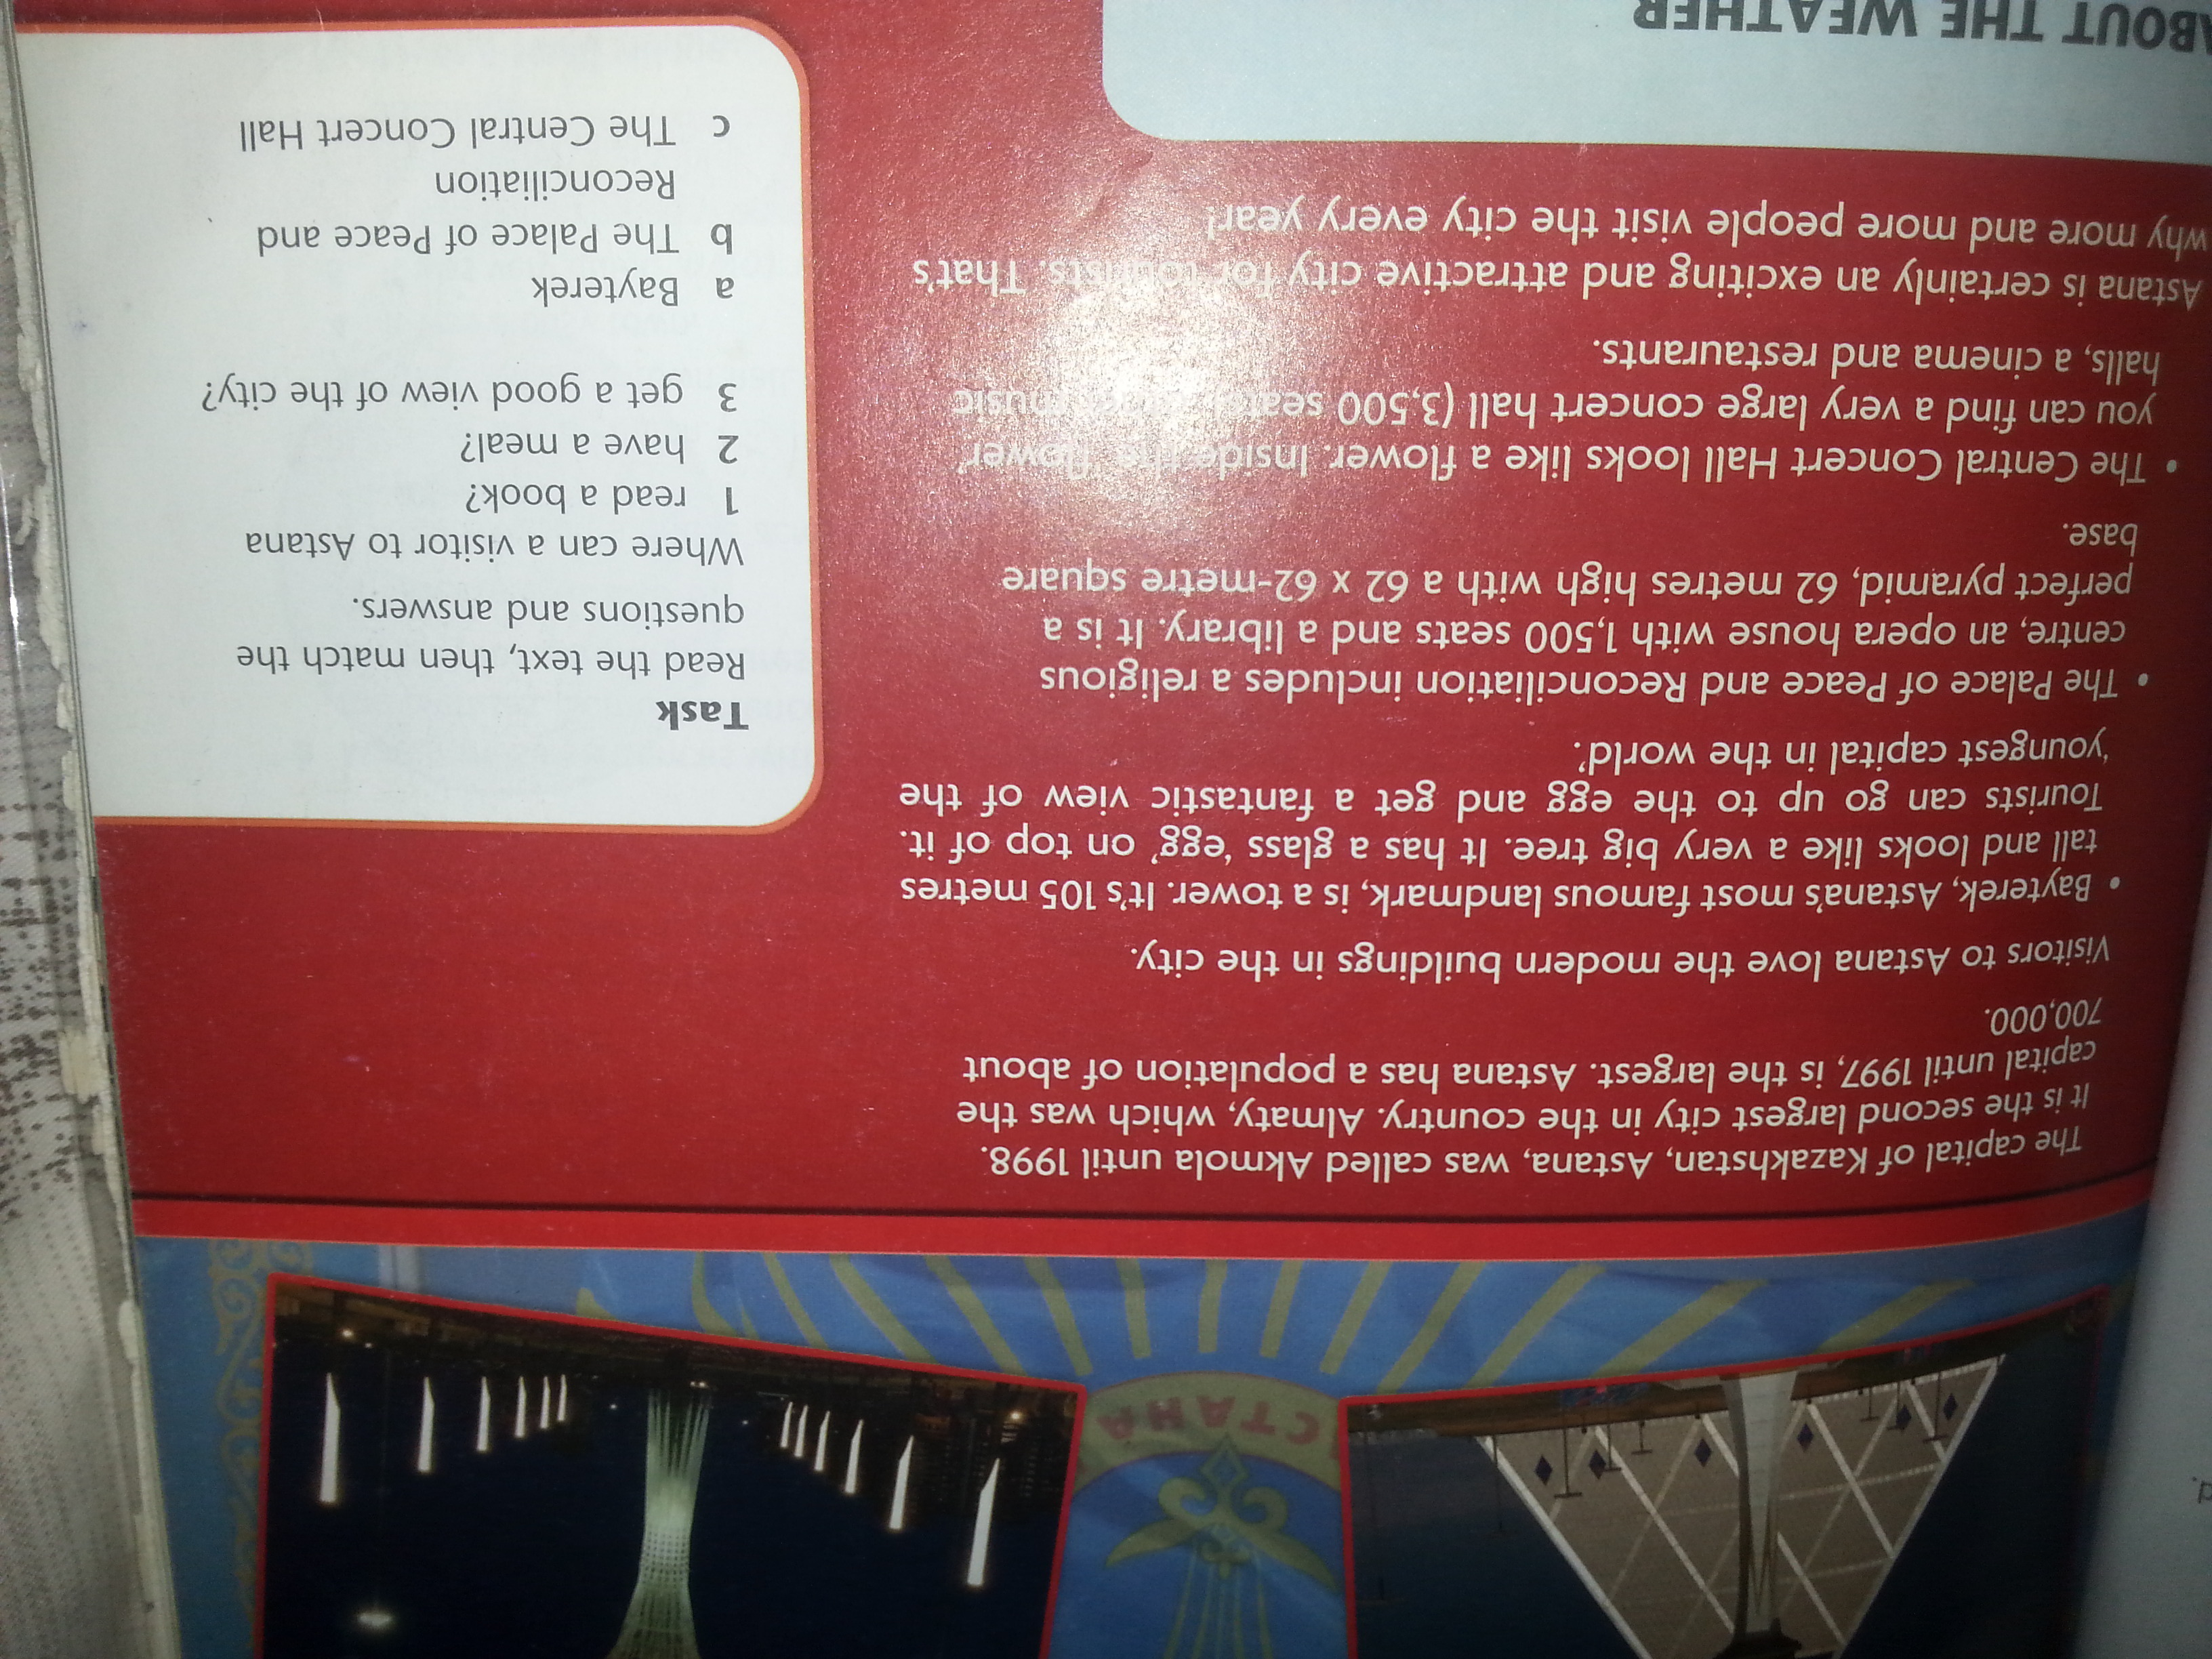 СТАНА
The capital of Kazakhstan, Astana, was called Akmola until 1998.
It is the second largest city in the country. Almaty, which was the
capital until 1997, is the largest. Astana has a population of about
700,000.
Visitors to Astana love the modern buildings in the city.
• Bayterek, Astana's most famous landmark, is a tower. It's 105 metres
tall and looks like a very big tree. It has a glass 'egg' on top of it.
Tourists can go up to the egg and get a fantastic view of the
'youngest capital in the world'.
• The Palace of Peace and Reconciliation includes a religious
centre, an opera house with 1,500 seats and a library. It is a
perfect pyramid, 62 metres high with a 62 x 62-metre square
base.
• The Central Concert Hall looks like a flower. Inside the 'flower'
you can find a very large concert hall (3,500 seats), music
halls, a cinema and restaurants.
Astana is certainly an exciting and attractive city for tourists. That's
why more and more people visit the city every year!
Task
Read the text, then match the
questions and answers.
Where can a visitor to Astana
1 read a book?
2 have a meal?
3 get a good view of the city?
a Bayterek
b The Palace of Peace and
Reconciliation
c The Central Concert Hall
ABOUT THE WEATHER
d.